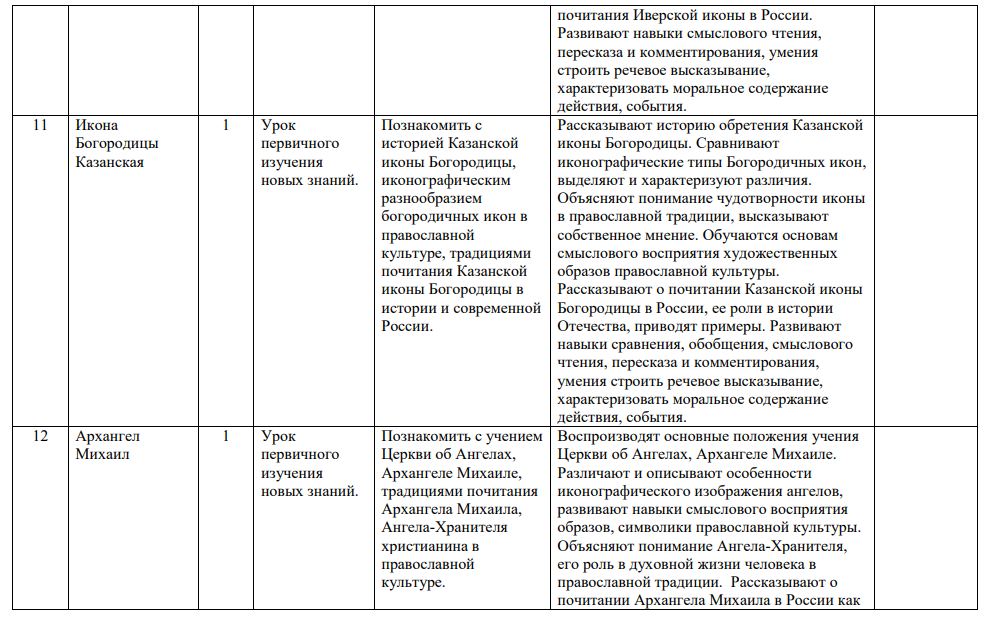 почитания Иверской иконы в России.
Развивают навыки смыслового чтения,
пересказа и комментирования, умения
строить речевое высказывание,
характеризовать моральное содержание
действия, события.
11
Икона
Богородицы
Казанская
1
Урок
первичного
изучения
новых знаний.
Познакомить с
историей Казанской
иконы Богородицы,
иконографическим
разнообразием
богородичных икон в
православной
культуре, традициями
почитания Казанской
иконы Богородицы в
истории и современной
России.
Рассказывают историю обретения Казанской
иконы Богородицы. Сравнивают
иконографические типы Богородичных икон,
выделяют и характеризуют различия.
Объясняют понимание чудотворности иконы
в православной традиции, высказывают
собственное мнение. Обучаются основам
смыслового восприятия художественных
образов православной культуры.
Рассказывают о почитании Казанской иконы
Богородицы в России, ее роли в истории
Отечества, приводят примеры. Развивают
навыки сравнения, обобщения, смыслового
чтения, пересказа и комментирования,
умения строить речевое высказывание,
характеризовать моральное содержание
действия, события.
12
Архангел
Михаил
1
Урок
первичного
изучения
новых знаний.
Познакомить с учением
Церкви об Ангелах,
Архангеле Михаиле,
традициями почитания
Архангела Михаила,
Ангела-Хранителя
христианина в
православной
культуре.
Воспроизводят основные положения учения
Церкви об Ангелах, Архангеле Михаиле.
Различают и описывают особенности
иконографического изображения ангелов,
развивают навыки смыслового восприятия
образов, символики православной культуры.
Объясняют понимание Ангела-Хранителя,
его роль в духовной жизни человека в
православной традиции.  Рассказывают о
почитании Архангела Михаила в России как